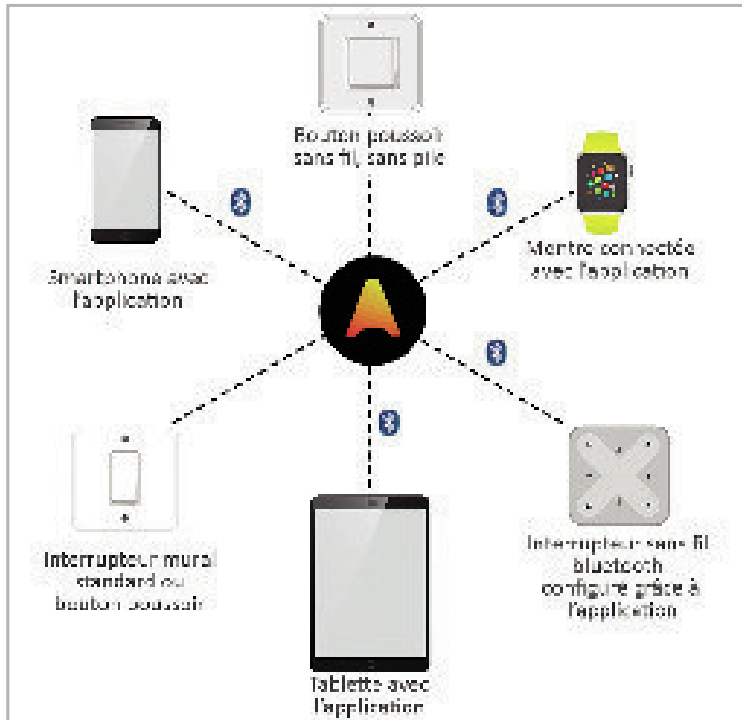 Bouton poussoir
sans fil, sans pile
Smartphone avec
l'application
Montre connectée
avec l'application
Interrupteur mural
standard ou
bouton poussoir
Interrupteur sans fil
bluetooth
configuré grâce à
l'application
Tablette avec
l'application